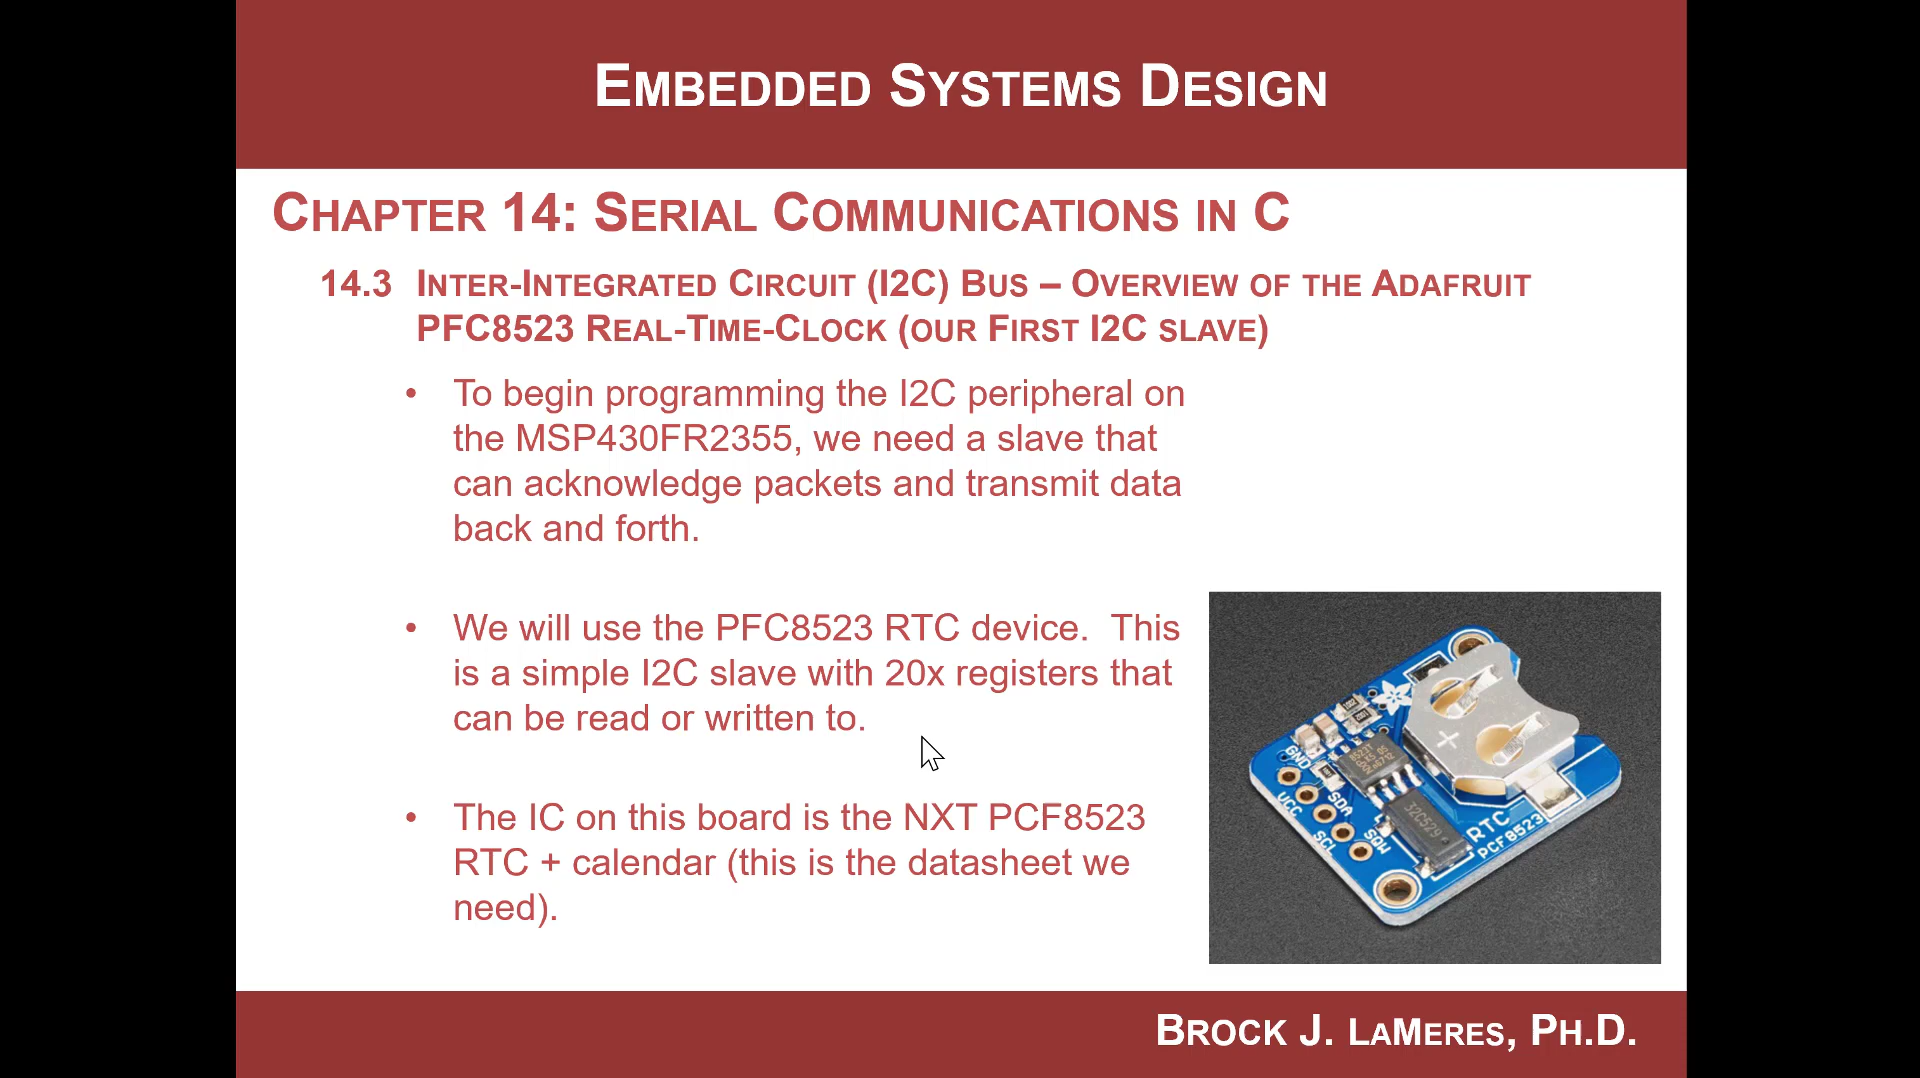 EMBEDDED SYSTEMS DESIGN
CHAPTER 14: SERIAL COMMUNICATIONS IN C
14.3 INTER-INTEGRATED CIRCUIT (I2C) BUS – OVERVIEW OF THE ADAFRUIT
PFC8523 REAL-TIME-CLOCK (OUR FIRST I2C SLAVE)
• To begin programming the I2C peripheral on
the MSP430FR2355, we need a slave that
can acknowledge packets and transmit data
back and forth.
• We will use the PFC8523 RTC device. This
is a simple I2C slave with 20x registers that
can be read or written to.
• The IC on this board is the NXT PCF8523
RTC + calendar (this is the datasheet we
need).
GND
VCC
SDA
SCL
SQW
RTC
PCF8523
32C529
8523T
+
BROCK J. LAMERES, PH.D.